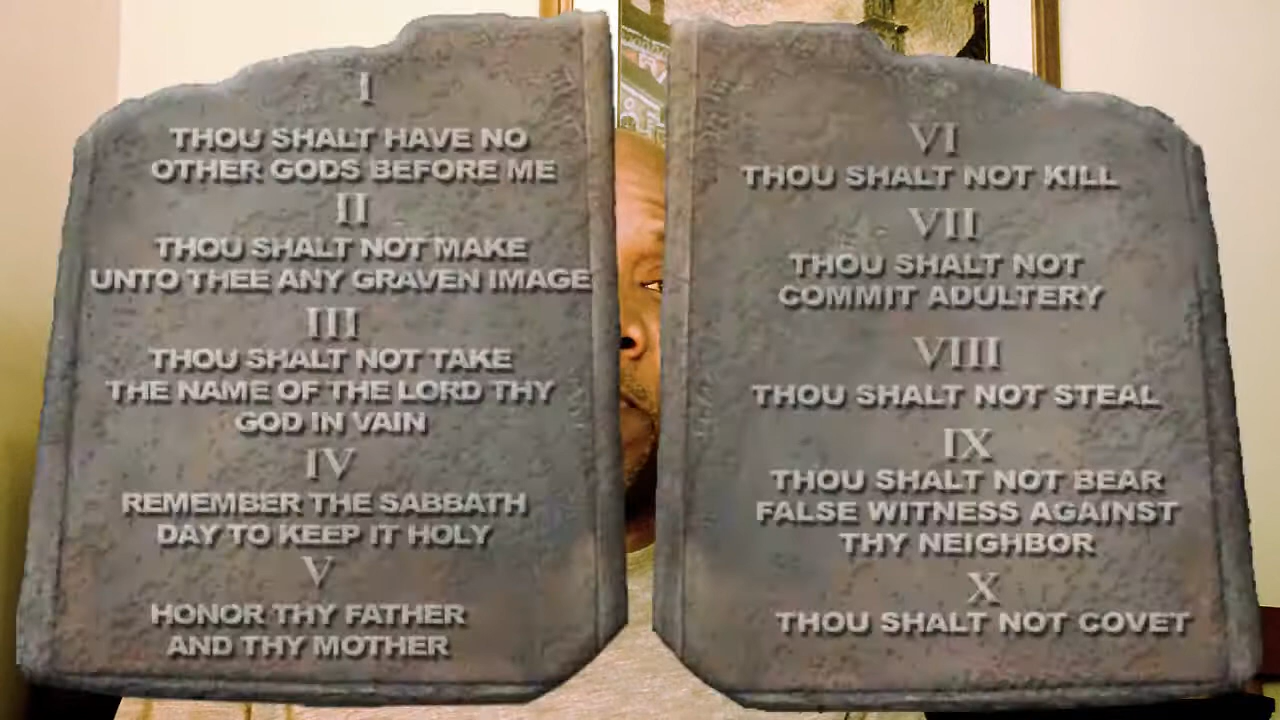 I
THOU SHALT HAVE NO
OTHER GODS BEFORE ME
II
THOU SHALT NOT MAKE
UNTO THEE ANY GRAVEN IMAGE
III
THOU SHALT NOT TAKE
THE NAME OF THE LORD THY
GOD IN VAIN
IV
REMEMBER THE SABBATH
DAY TO KEEP IT HOLY
V
HONOR THY FATHER
AND THY MOTHER
VI
THOU SHALT NOT KILL
VII
THOU SHALT NOT
COMMIT ADULTERY
VIII
THOU SHALT NOT STEAL
IX
THOU SHALT NOT BEAR
FALSE WITNESS AGAINST
THY NEIGHBOR
X
THOU SHALT NOT COVET